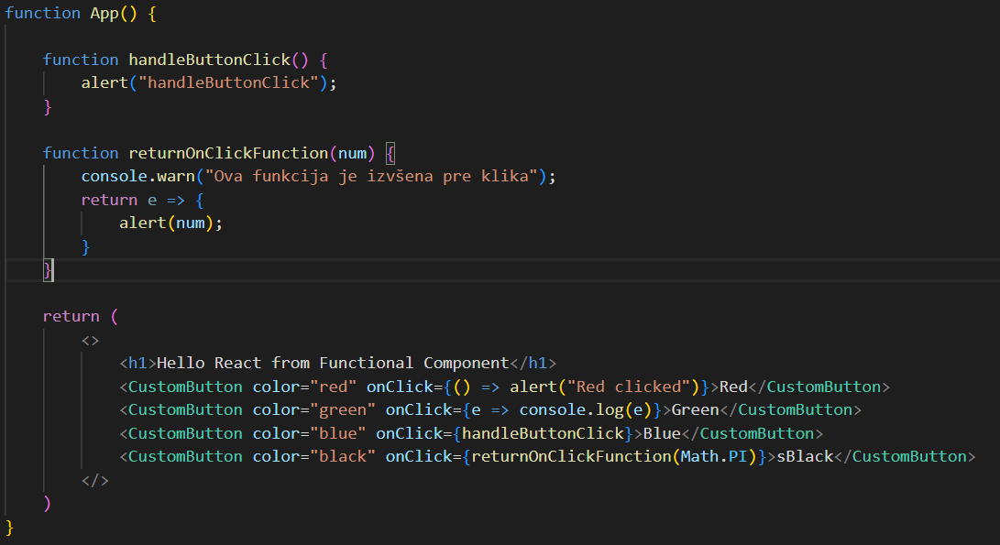 function App() {
function handleButtonClick() {
alert("handleButtonClick");
}
function returnOnClickFunction(num) {
console.warn("Ova funkcija je izvšena pre klika");
return e => {
alert(num);
}
}
return (
<>
<h1>Hello React from Functional Component</h1>
<CustomButton color="red" onClick={() => alert("Red clicked")}>Red</CustomButton>
<CustomButton color="green" onClick={e => console.log(e)}>Green</CustomButton>
<CustomButton color="blue" onClick={handleButtonClick}>Blue</CustomButton>
<CustomButton color="black" onClick={returnOnClickFunction(Math.PI)}>sBlack</CustomButton>
</>
)
}